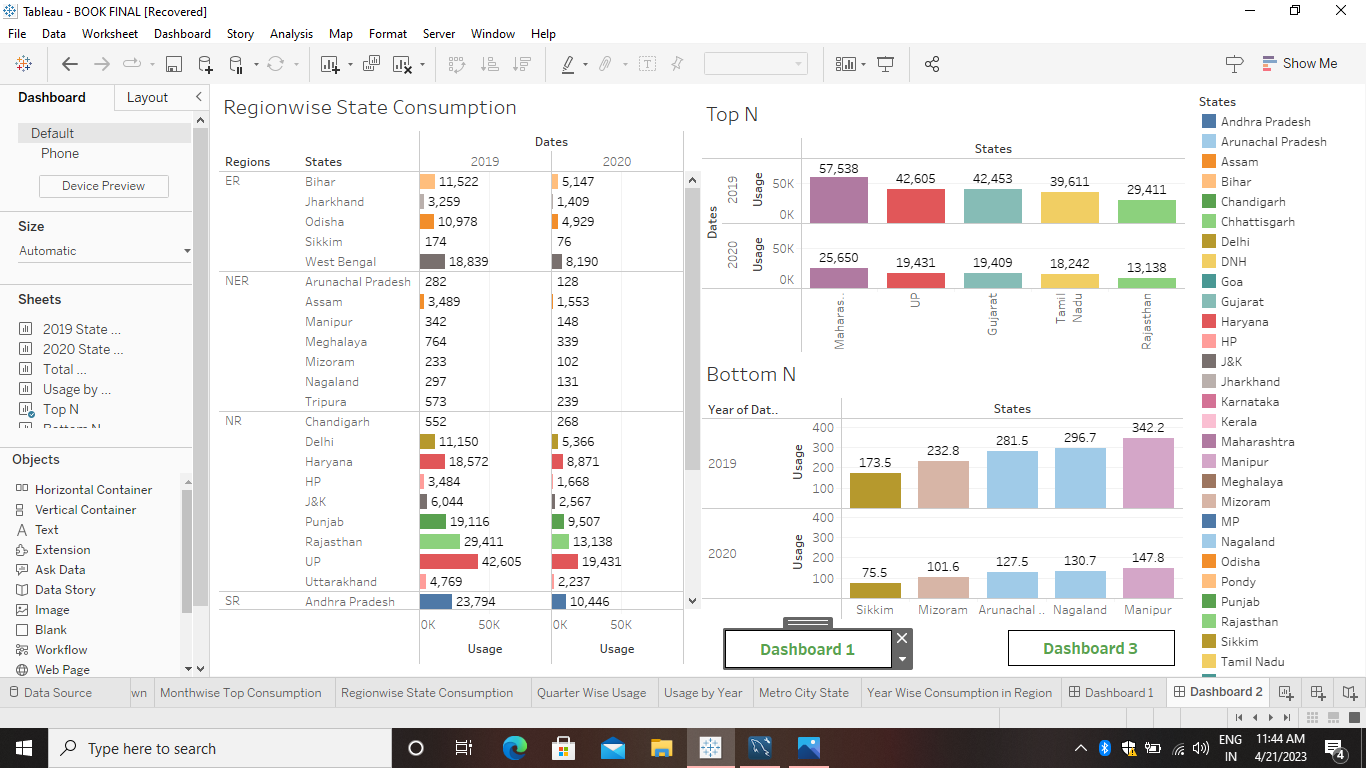 Tableau - BOOK FINAL [Recovered]
File Data Worksheet Dashboard Story Analysis Map Format Server Window Help
Show Me
Dashboard Layout
Default
Phone
Device Preview
Size
Automatic
Sheets
2019 State ...
2020 State ...
Total ...
Usage by ...
Top N
Objects
Horizontal Container
Vertical Container
Text
Extension
Ask Data
Data Story
Image
Blank
Workflow
Web Page
Regionwise State Consumption
Dates
Regions States 2019 2020
ER Bihar 11,522 5,147
Jharkhand 3,259 1,409
Odisha 10,978 4,929
Sikkim 174 76
West Bengal 18,839 8,190
NER Arunachal Pradesh 282 128
Assam 3,489 1,553
Manipur 342 148
Meghalaya 764 339
Mizoram 233 102
Nagaland 297 131
Tripura 573 239
NR Chandigarh 552 268
Delhi 11,150 5,366
Haryana 18,572 8,871
HP 3,484 1,668
J&K 6,044 2,567
Punjab 19,116 9,507
Rajasthan 29,411 13,138
UP 42,605 19,431
Uttarakhand 4,769 2,237
SR Andhra Pradesh 23,794 10,446
0K 50K 0K 50K
Usage Usage
Top N
States
Dates
2019 Usage 50K 0K
57,538 42,605 42,453 39,611 29,411
2020 Usage 50K 0K
25,650 19,431 19,409 18,242 13,138
Maharas.. UP Gujarat Tamil Nadu Rajasthan
Bottom N
Year of Dat.. States
2019 Usage 400 300 200 100
173.5 232.8 281.5 296.7 342.2
2020 Usage 400 300 200 100
75.5 101.6 127.5 130.7 147.8
Sikkim Mizoram Arunachal .. Nagaland Manipur
Dashboard 1 Dashboard 3
States
Andhra Pradesh
Arunachal Pradesh
Assam
Bihar
Chandigarh
Chhattisgarh
Delhi
DNH
Goa
Gujarat
Haryana
HP
J&K
Jharkhand
Karnataka
Kerala
Maharashtra
Manipur
Meghalaya
Mizoram
MP
Nagaland
Odisha
Pondy
Punjab
Rajasthan
Sikkim
Tamil Nadu
Data Source wn Monthwise Top Consumption Regionwise State Consumption Quarter Wise Usage Usage by Year Metro City State Year Wise Consumption in Region Dashboard 1 Dashboard 2
Type here to search
ENG 11:44 AM
IN 4/21/2023
4